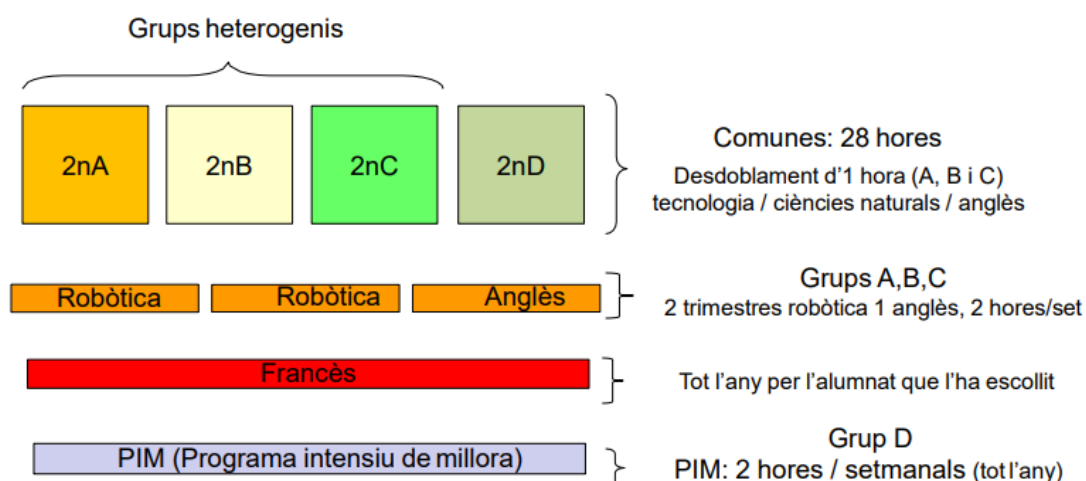 Grups heterogenis
2nA
2nB
2nC
2nD
Comunes: 28 hores
Desdoblament d'1 hora (A, B i C)
tecnologia / ciències naturals / anglès
Robòtica
Robòtica
Anglès
Grups A,B,C
2 trimestres robòtica 1 anglès, 2 hores/set
Francès
Tot l'any per l'alumnat que l'ha escollit
PIM (Programa intensiu de millora)
Grup D
PIM: 2 hores / setmanals (tot l'any)